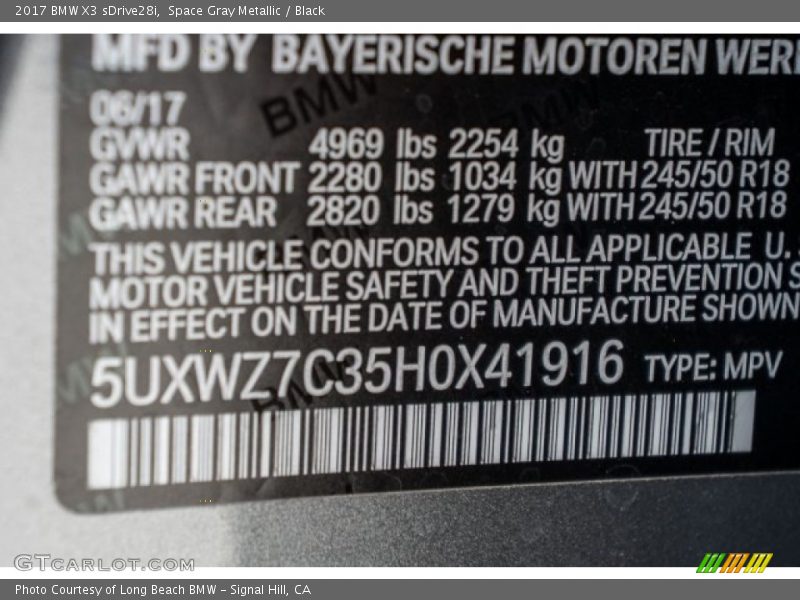 2017 BMW X3 sDrive28i, Space Gray Metallic / Black
MFD BY BAYERISCHE MOTOREN WER
06/17
GVWR 4969 lbs 2254 kg TIRE / RIM
GAWR FRONT 2280 lbs 1034 kg WITH 245/50 R18
GAWR REAR 2820 lbs 1279 kg WITH 245/50 R18
THIS VEHICLE CONFORMS TO ALL APPLICABLE U.S
MOTOR VEHICLE SAFETY AND THEFT PREVENTION S
IN EFFECT ON THE DATE OF MANUFACTURE SHOWN
5UXWZ7C35H0X41916 TYPE: MPV
GTCARLOT.COM
Photo Courtesy of Long Beach BMW – Signal Hill, CA